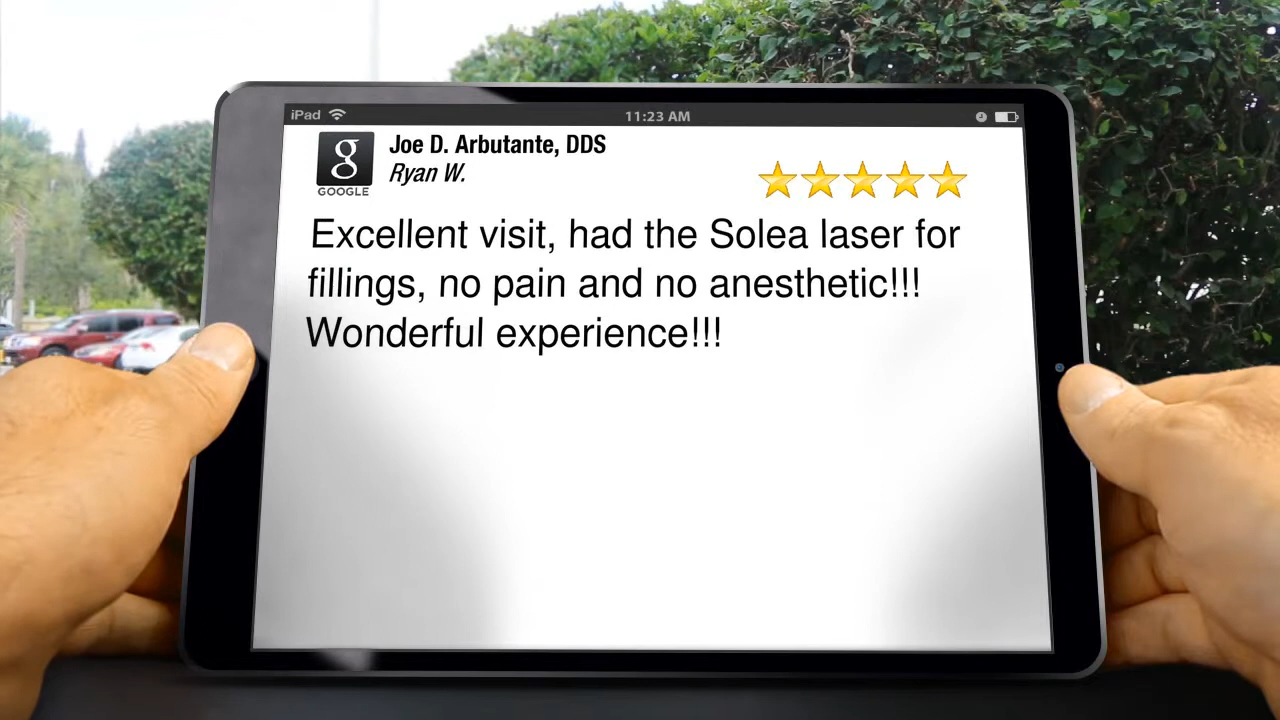 iPad 11:23 AM
g
GOOGLE
Joe D. Arbutante, DDS
Ryan W.
Excellent visit, had the Solea laser for
fillings, no pain and no anesthetic!!!
Wonderful experience!!!